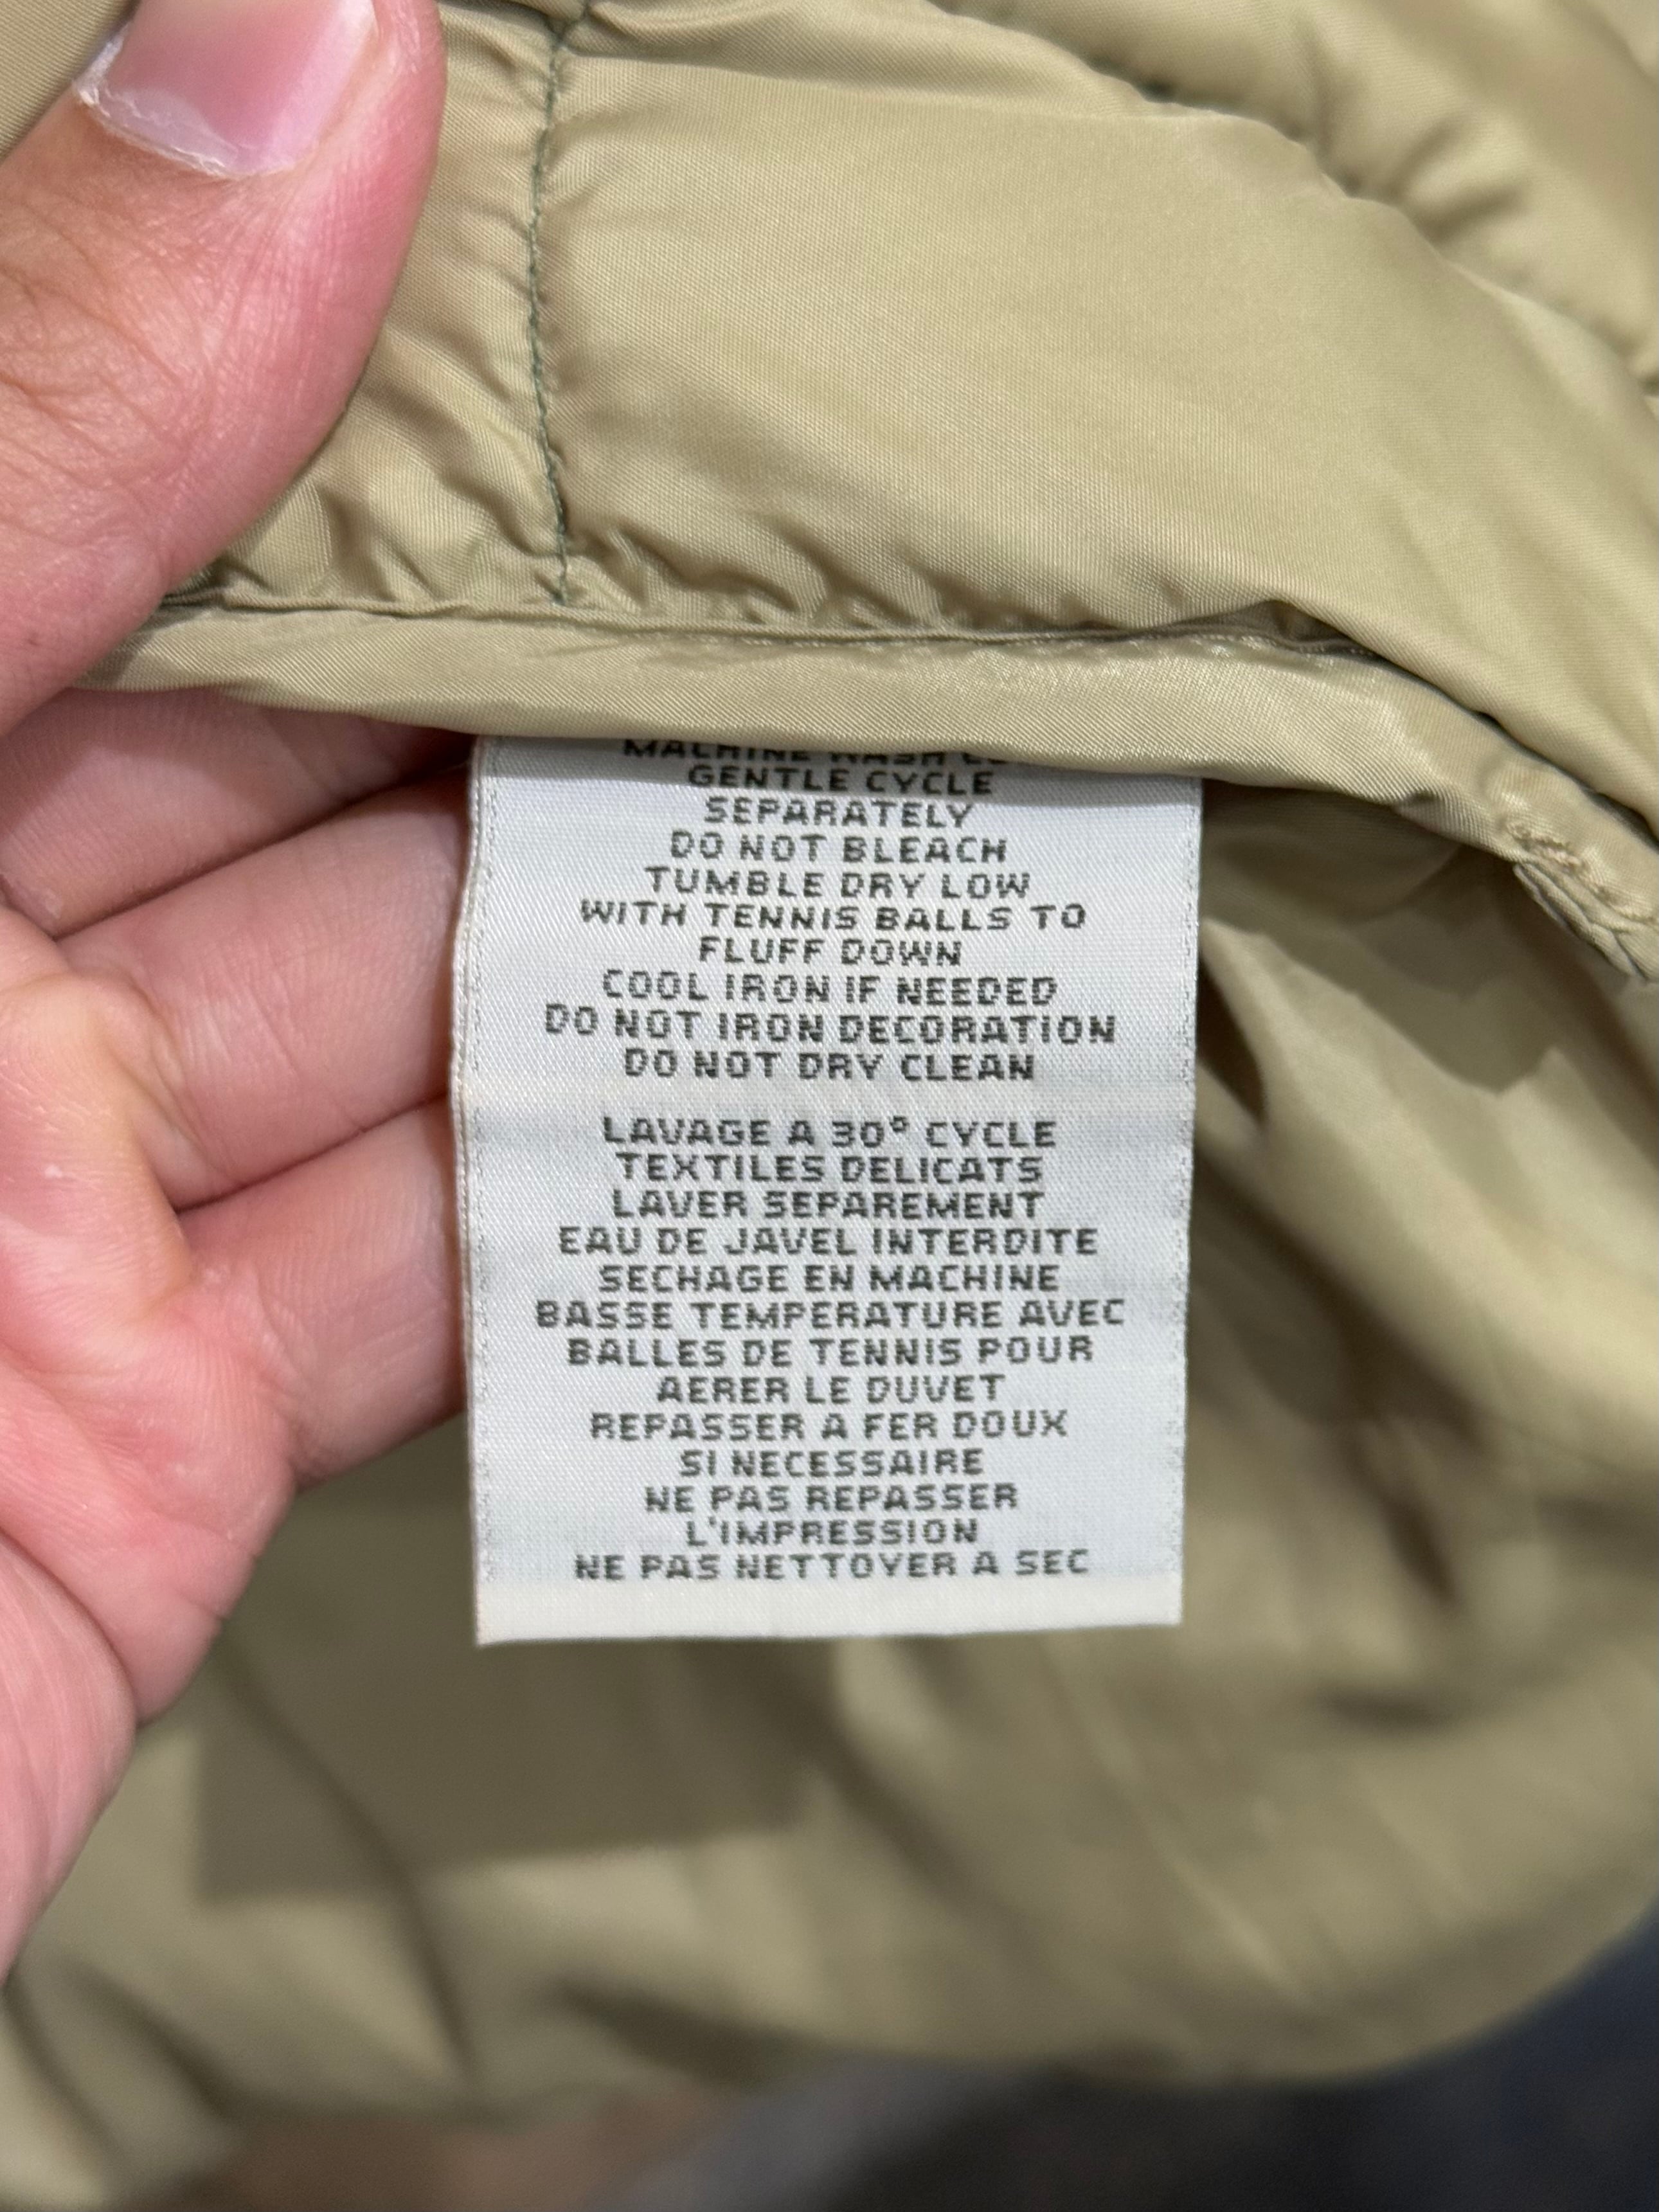 MACHINE WASH
GENTLE CYCLE
SEPARATELY
DO NOT BLEACH
TUMBLE DRY LOW
WITH TENNIS BALLS TO
FLUFF DOWN
COOL IRON IF NEEDED
DO NOT IRON DECORATION
DO NOT DRY CLEAN
LAVAGE A 30° CYCLE
TEXTILES DELICATS
LAVER SEPAREMENT
EAU DE JAVEL INTERDITE
SECHAGE EN MACHINE
BASSE TEMPERATURE AVEC
BALLES DE TENNIS POUR
AERER LE DUVET
REPASSER A FER DOUX
SI NECESSAIRE
NE PAS REPASSER
L'IMPRESSION
NE PAS NETTOYER A SEC